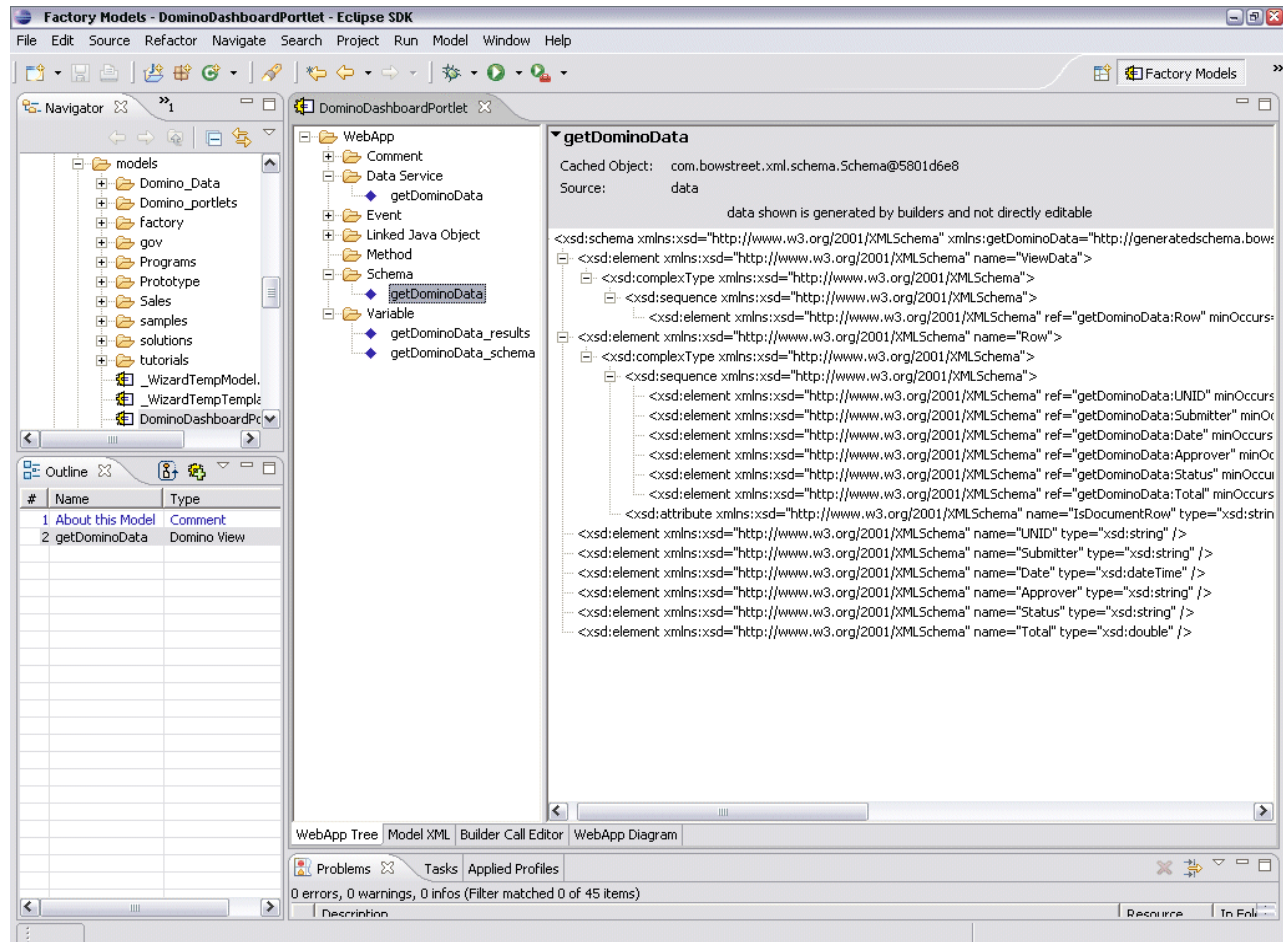 Factory Models - DominoDashboardPortlet - Eclipse SDK
File Edit Source Refactor Navigate Search Project Run Model Window Help
Factory Models
Navigator
1
models
Domino_Data
Domino_portlets
factory
gov
Programs
Prototype
Sales
samples
solutions
tutorials
_WizardTempModel.
_WizardTempTempla
DominoDashboardPo
Outline
# Name Type
1 About this Model Comment
2 getDominoData Domino View
DominoDashboardPortlet
WebApp
Comment
Data Service
getDominoData
Event
Linked Java Object
Method
Schema
getDominoData
Variable
getDominoData_results
getDominoData_schema
getDominoData
Cached Object: com.bowstreet.xml.schema.Schema@5801d6e8
Source: data
data shown is generated by builders and not directly editable
<xsd:schema xmlns:xsd="http://www.w3.org/2001/XMLSchema" xmlns:getDominoData="http://generatedschema.bows
<xsd:element xmlns:xsd="http://www.w3.org/2001/XMLSchema" name="ViewData">
<xsd:complexType xmlns:xsd="http://www.w3.org/2001/XMLSchema">
<xsd:sequence xmlns:xsd="http://www.w3.org/2001/XMLSchema">
<xsd:element xmlns:xsd="http://www.w3.org/2001/XMLSchema" ref="getDominoData:Row" minOccurs=
<xsd:element xmlns:xsd="http://www.w3.org/2001/XMLSchema" name="Row">
<xsd:complexType xmlns:xsd="http://www.w3.org/2001/XMLSchema">
<xsd:sequence xmlns:xsd="http://www.w3.org/2001/XMLSchema">
<xsd:element xmlns:xsd="http://www.w3.org/2001/XMLSchema" ref="getDominoData:UNID" minOccurs
<xsd:element xmlns:xsd="http://www.w3.org/2001/XMLSchema" ref="getDominoData:Submitter" minOc
<xsd:element xmlns:xsd="http://www.w3.org/2001/XMLSchema" ref="getDominoData:Date" minOccurs
<xsd:element xmlns:xsd="http://www.w3.org/2001/XMLSchema" ref="getDominoData:Approver" minOc
<xsd:element xmlns:xsd="http://www.w3.org/2001/XMLSchema" ref="getDominoData:Status" minOccur
<xsd:element xmlns:xsd="http://www.w3.org/2001/XMLSchema" ref="getDominoData:Total" minOccurs
<xsd:attribute xmlns:xsd="http://www.w3.org/2001/XMLSchema" name="IsDocumentRow" type="xsd:strin
<xsd:element xmlns:xsd="http://www.w3.org/2001/XMLSchema" name="UNID" type="xsd:string" />
<xsd:element xmlns:xsd="http://www.w3.org/2001/XMLSchema" name="Submitter" type="xsd:string" />
<xsd:element xmlns:xsd="http://www.w3.org/2001/XMLSchema" name="Date" type="xsd:dateTime" />
<xsd:element xmlns:xsd="http://www.w3.org/2001/XMLSchema" name="Approver" type="xsd:string" />
<xsd:element xmlns:xsd="http://www.w3.org/2001/XMLSchema" name="Status" type="xsd:string" />
<xsd:element xmlns:xsd="http://www.w3.org/2001/XMLSchema" name="Total" type="xsd:double" />
WebApp Tree Model XML Builder Call Editor WebApp Diagram
Problems Tasks Applied Profiles
0 errors, 0 warnings, 0 infos (Filter matched 0 of 45 items)
Description Resource In Fol